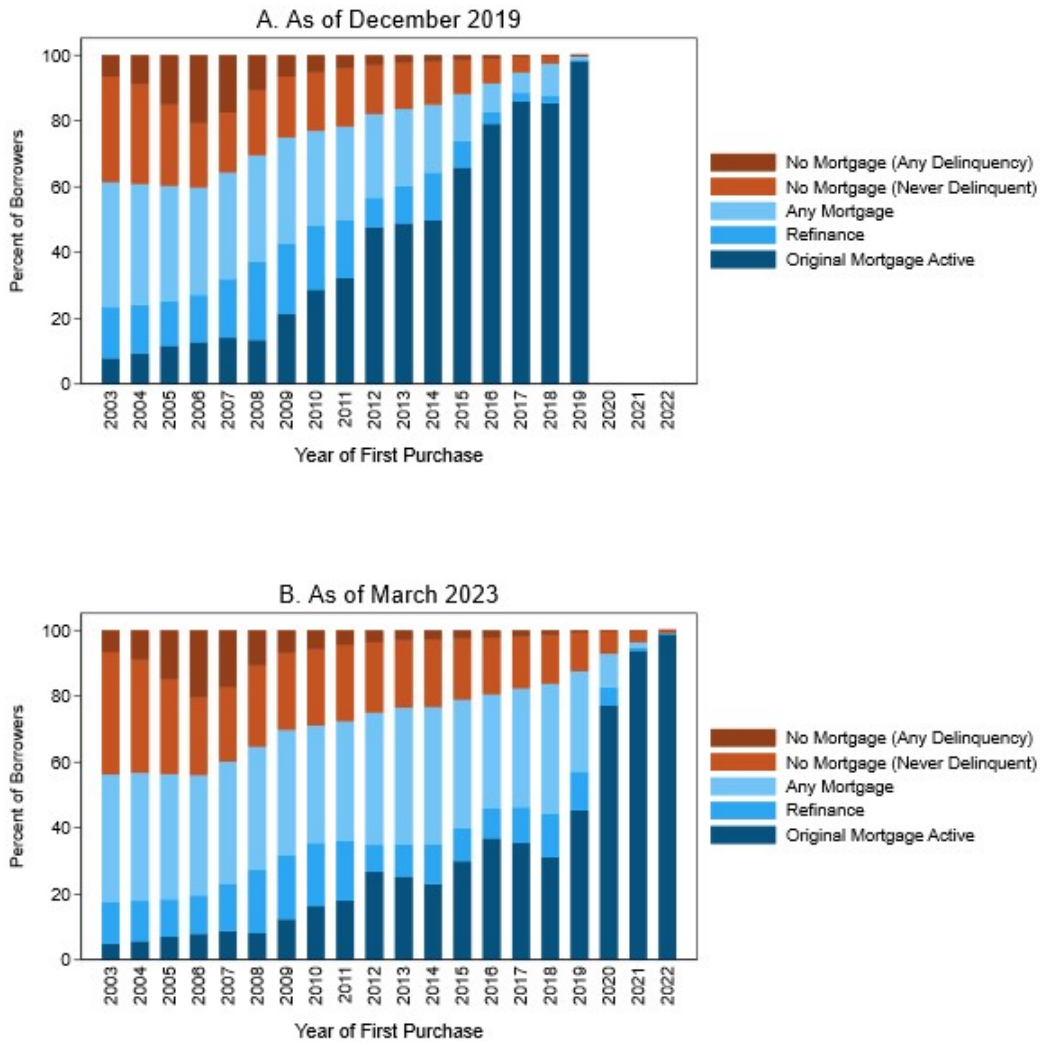 A. As of December 2019
Percent of Borrowers
100
80
60
40
20
0
2003 2004 2005 2006 2007 2008 2009 2010 2011 2012 2013 2014 2015 2016 2017 2018 2019 2020 2021 2022
Year of First Purchase
No Mortgage (Any Delinquency)
No Mortgage (Never Delinquent)
Any Mortgage
Refinance
Original Mortgage Active
B. As of March 2023
Percent of Borrowers
100
80
60
40
20
0
2003 2004 2005 2006 2007 2008 2009 2010 2011 2012 2013 2014 2015 2016 2017 2018 2019 2020 2021 2022
Year of First Purchase
No Mortgage (Any Delinquency)
No Mortgage (Never Delinquent)
Any Mortgage
Refinance
Original Mortgage Active